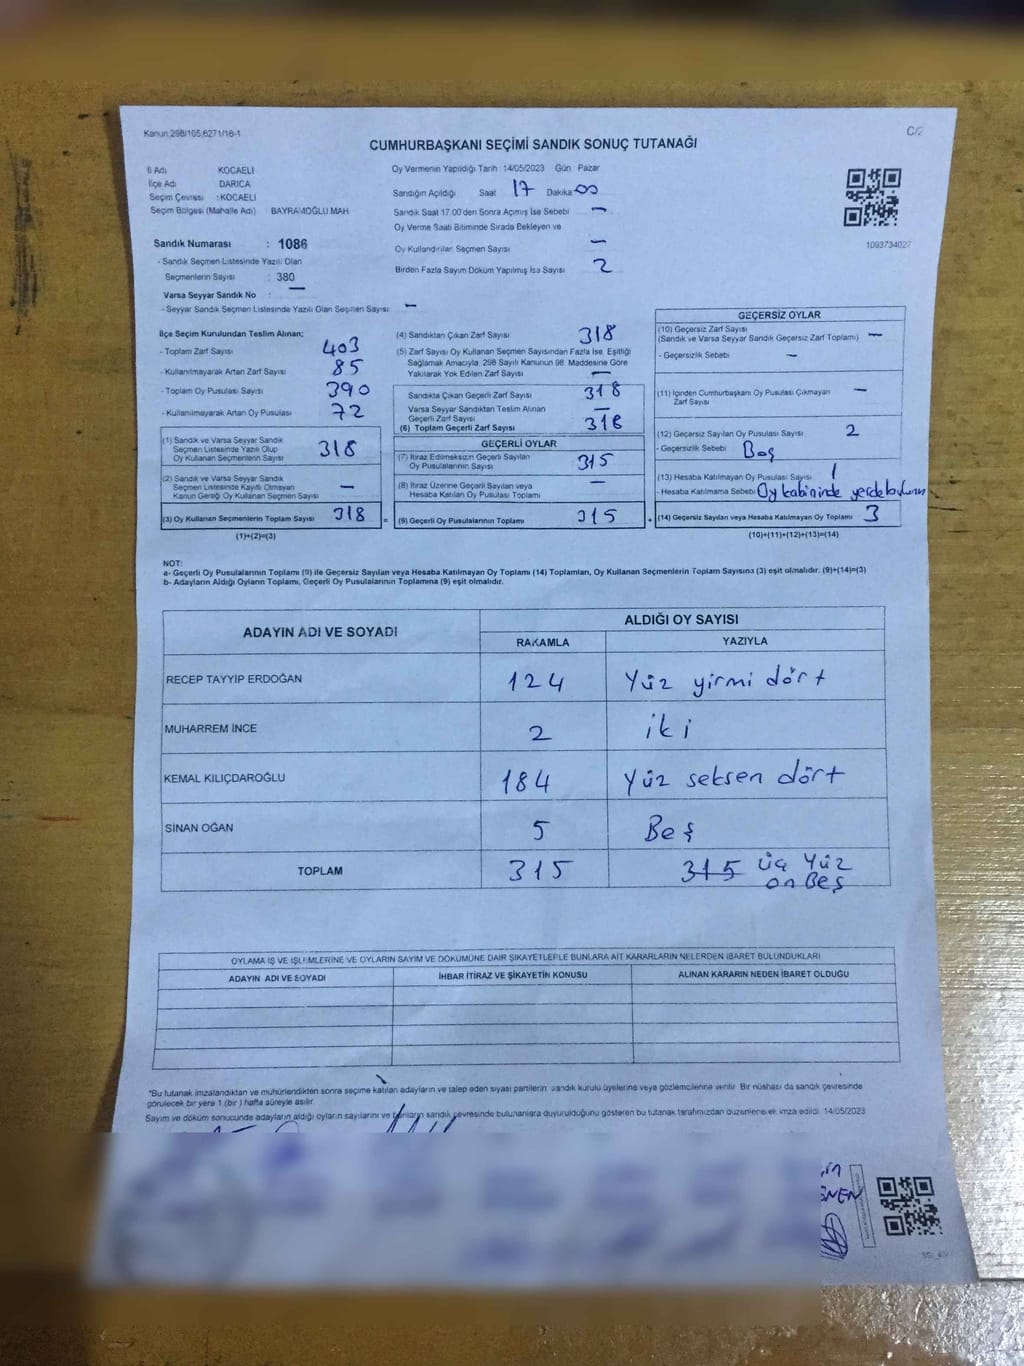 Kanun:298/105,6271/18-1
C/2
CUMHURBAŞKANI SEÇİMİ SANDIK SONUÇ TUTANAĞI
İl Adı KOCAELİ
İlçe Adı DARICA
Seçim Çevresi : KOCAELİ
Seçim Bölgesi (Mahalle Adı) BAYRAMOĞLU MAH.
Sandık Numarası : 1086
- Sandık Seçmen Listesinde Yazılı Olan
Seçmenlerin Sayısı : 380
Varsa Seyyar Sandık No : —
- Seyyar Sandık Seçmen Listesinde Yazılı Olan Seçmen Sayısı: —
Oy Vermenin Yapıldığı Tarih 14/05/2023 Gün Pazar
Sandığın Açıldığı Saat 17 Dakika 00
Sandık Saat 17.00'den Sonra Açımış İse Sebebi —
Oy Verme Saati Bitiminde Sırada Bekleyen ve
Oy Kullandırılan Seçmen Sayısı —
Birden Fazla Sayım Döküm Yapılmış İse Sayısı 2
1093734027
İlçe Seçim Kurulundan Teslim Alınan;
- Toplam Zarf Sayısı 403
- Kullanılmayarak Artan Zarf Sayısı 85
- Toplam Oy Pusulası Sayısı 390
- Kullanılmayarak Artan Oy Pusulası 72
(1) Sandık ve Varsa Seyyar Sandık
Seçmen Listesinde Yazılı Olup
Oy Kullanan Seçmenlerin Sayısı 318
(2) Sandık ve Varsa Seyyar Sandık
Seçmen Listesinde Kayıtlı Olmayan
Kanun Gereği Oy Kullanan Seçmen Sayısı —
(3) Oy Kullanan Seçmenlerin Toplam Sayısı 318 =
(1)+(2)=(3)
(4) Sandıktan Çıkan Zarf Sayısı 318
(5) Zarf Sayısı Oy Kullanan Seçmen Sayısından Fazla İse, Eşitliği
Sağlamak Amacıyla, 298 Sayılı Kanunun 98. Maddesine Göre
Yakılarak Yok Edilen Zarf Sayısı —
Sandıkta Çıkan Geçerli Zarf Sayısı 318
Varsa Seyyar Sandıktan Teslim Alınan
Geçerli Zarf Sayısı —
(6) Toplam Geçerli Zarf Sayısı 318
GEÇERLİ OYLAR
(7) İtiraz Edilmeksizin Geçerli Sayılan
Oy Pusulalarının Sayısı 315
(8) İtiraz Üzerine Geçerli Sayılan veya
Hesaba Katılan Oy Pusulası Toplamı —
(9) Geçerli Oy Pusulalarının Toplamı 315 +
GEÇERSİZ OYLAR
(10) Geçersiz Zarf Sayısı
(Sandık ve Varsa Seyyar Sandık Geçersiz Zarf Toplamı) —
- Geçersizlik Sebebi —
(11) İçinden Cumhurbaşkanı Oy Pusulası Çıkmayan
Zarf Sayısı —
(12) Geçersiz Sayılan Oy Pusulası Sayısı 2
- Geçersizlik Sebebi Boş
(13) Hesaba Katılmayan Oy Pusulası Sayısı 1
- Hesaba Katılmama Sebebi Oy kabininde yerde
(14) Geçersiz Sayılan veya Hesaba Katılmayan Oy Toplamı 3
(10)+(11)+(12)+(13)=(14)
NOT:
a- Geçerli Oy Pusulalarının Toplamı (9) ile Geçersiz Sayılan veya Hesaba Katılmayan Oy Toplamı (14) Toplamları, Oy Kullanan Seçmenlerin Toplam Sayısına (3) eşit olmalıdır. (9)+(14)=(3)
b- Adayların Aldığı Oyların Toplamı, Geçerli Oy Pusulalarının Toplamına (9) eşit olmalıdır.
ADAYIN ADI VE SOYADI
ALDIĞI OY SAYISI
RAKAMLA YAZIYLA
RECEP TAYYİP ERDOĞAN 124 Yüz yirmi dört
MUHARREM İNCE 2 iki
KEMAL KILIÇDAROĞLU 184 Yüz seksen dört
SİNAN OĞAN 5 Beş
TOPLAM 315 315 üç Yüz
on Beş
OYLAMA İŞ VE İŞLEMLERİNE VE OYLARIN SAYIM VE DÖKÜMÜNE DAİR ŞİKAYETLERLE BUNLARA AİT KARARLARIN NELERDEN İBARET BULUNDUKLARI
ADAYIN ADI VE SOYADI İHBAR İTİRAZ VE ŞİKAYETİN KONUSU ALINAN KARARIN NEDEN İBARET OLDUĞU
*Bu tutanak imzalandıktan ve mühürlendikten sonra seçime katılan adayların ve talep eden siyasi partilerin sandık kurulu üyelerine veya gözlemcilerine verilir. Bir nüshası da sandık çevresinde
görülecek bir yere 1 (bir) hafta süreyle asılır.
Sayım ve döküm sonucunda adayların aldığı oyların sayılarını ve bunların sandık çevresinde bulunanlara duyurulduğunu gösteren bu tutanak tarafımızdan düzenlenerek imza edildi. 14/05/2023